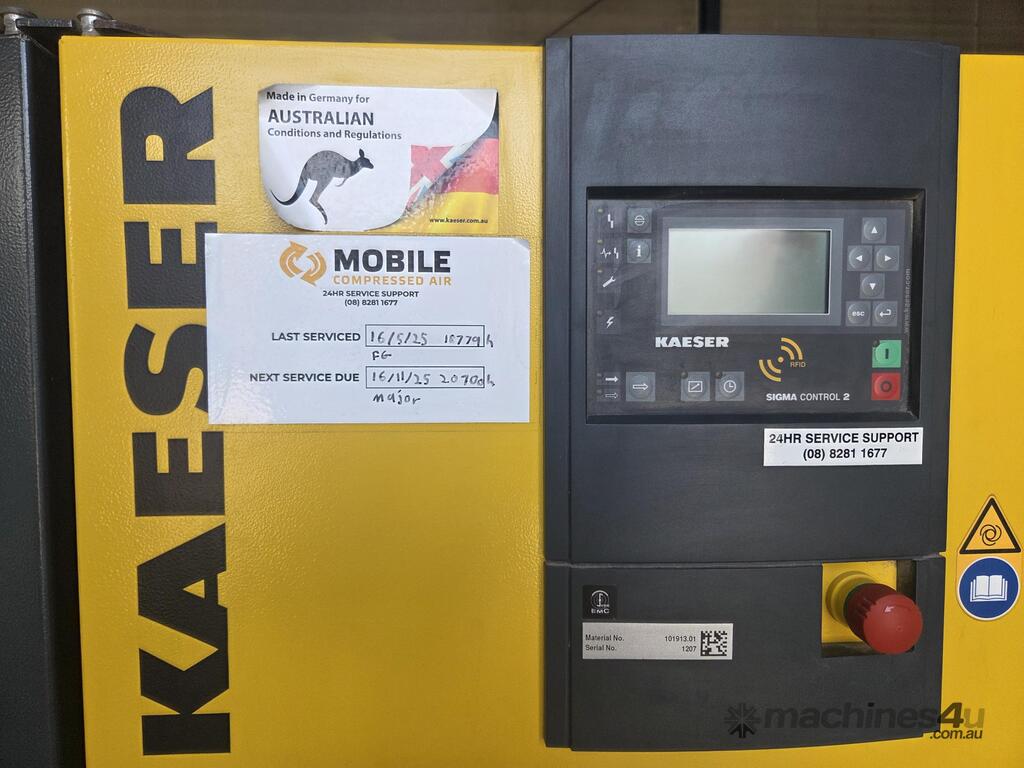 KAESER
Made in Germany for
AUSTRALIAN
Conditions and Regulations
www.kaeser.com.au
MOBILE
COMPRESSED AIR
24HR SERVICE SUPPORT
(08) 8281 1677
LAST SERVICED 16/5/25 h
NEXT SERVICE DUE 16/11/25 h
major
esc
www.kaeser.com
KAESER
RFID
SIGMA CONTROL 2
24HR SERVICE SUPPORT
(08) 8281 1677
EMC
Material No. 101913.01
Serial No. 1207
machines4u
.com.au